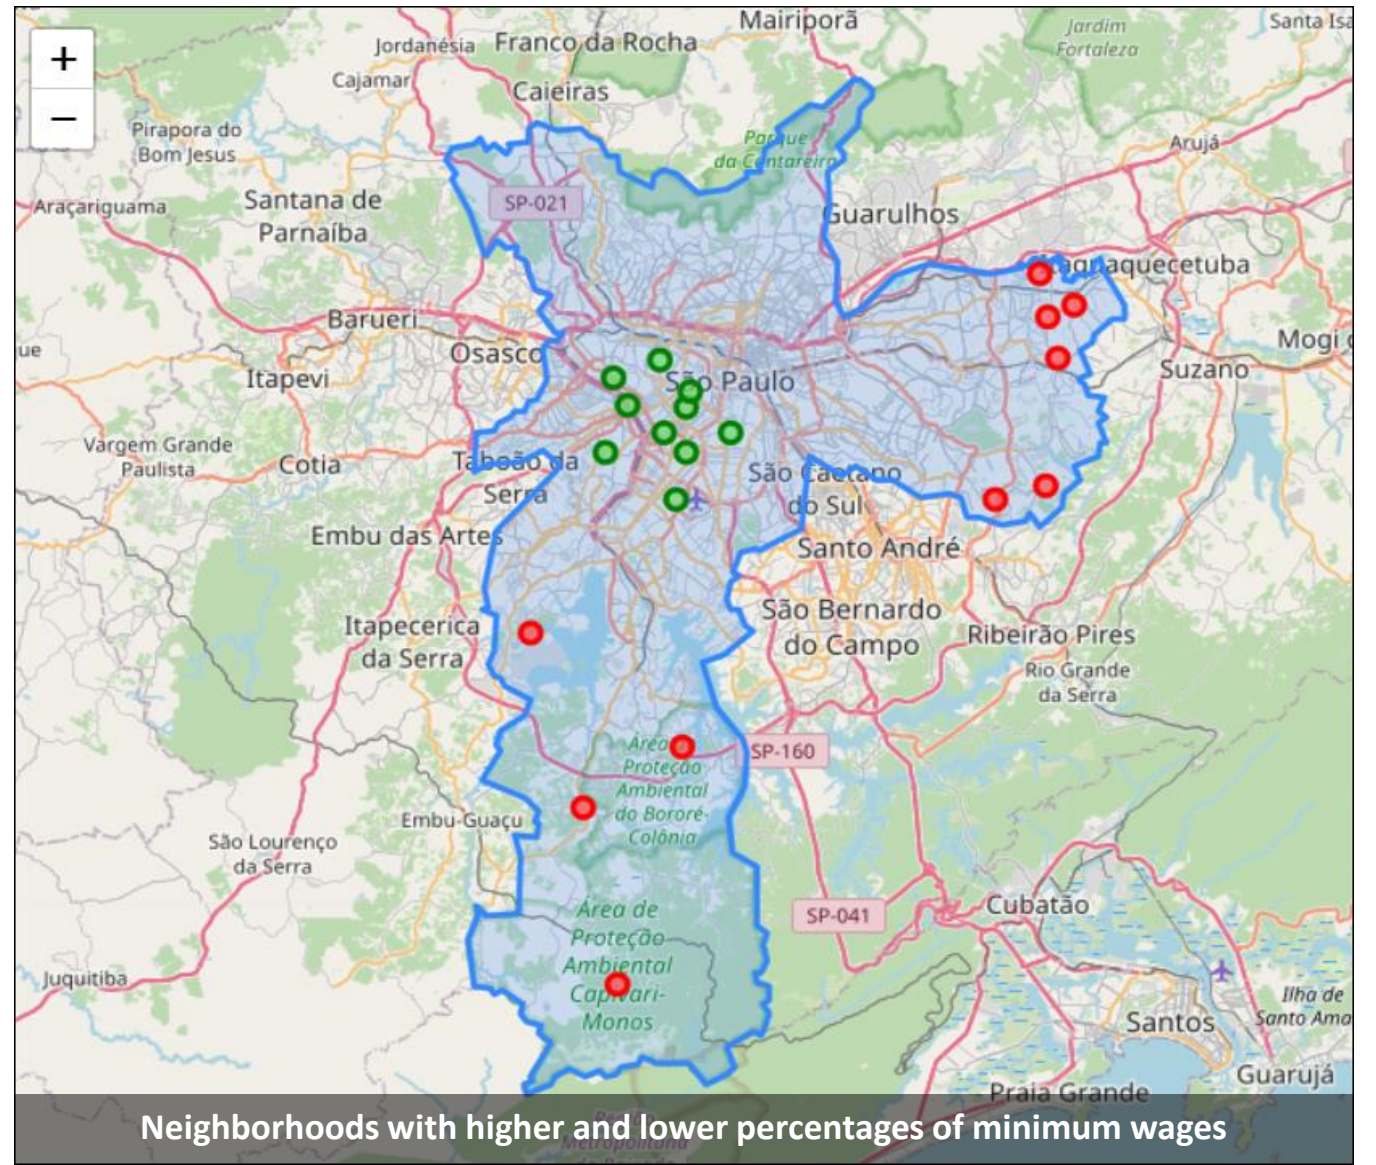 +
−
Mairiporã
Jardim
Fortaleza
Santa Isa
Jordanésia
Franco da Rocha
Cajamar
Caieiras
Pirapora do
Bom Jesus
Parque
da Cantareira
Arujá
Araçariguama
Santana de
Parnaíba
SP-021
Guarulhos
Itaquaquecetuba
Barueri
ue
Osasco
Mogi
Itapevi
São Paulo
Suzano
Vargem Grande
Paulista
Cotia
Taboão da
Serra
São Caetano
do Sul
Embu das Artes
Santo André
Itapecerica
da Serra
São Bernardo
do Campo
Ribeirão Pires
Rio Grande
da Serra
SP-160
Área
Proteção
Ambiental
do Bororé-
Colônia
Embu-Guaçu
São Lourenço
da Serra
SP-041
Cubatão
Área de
Proteção
Ambiental
Capivari-
Monos
Juquitiba
Ilha de
Santo Ama
Santos
Guarujá
Praia Grande
Neighborhoods with higher and lower percentages of minimum wages
Região
Metropolitana